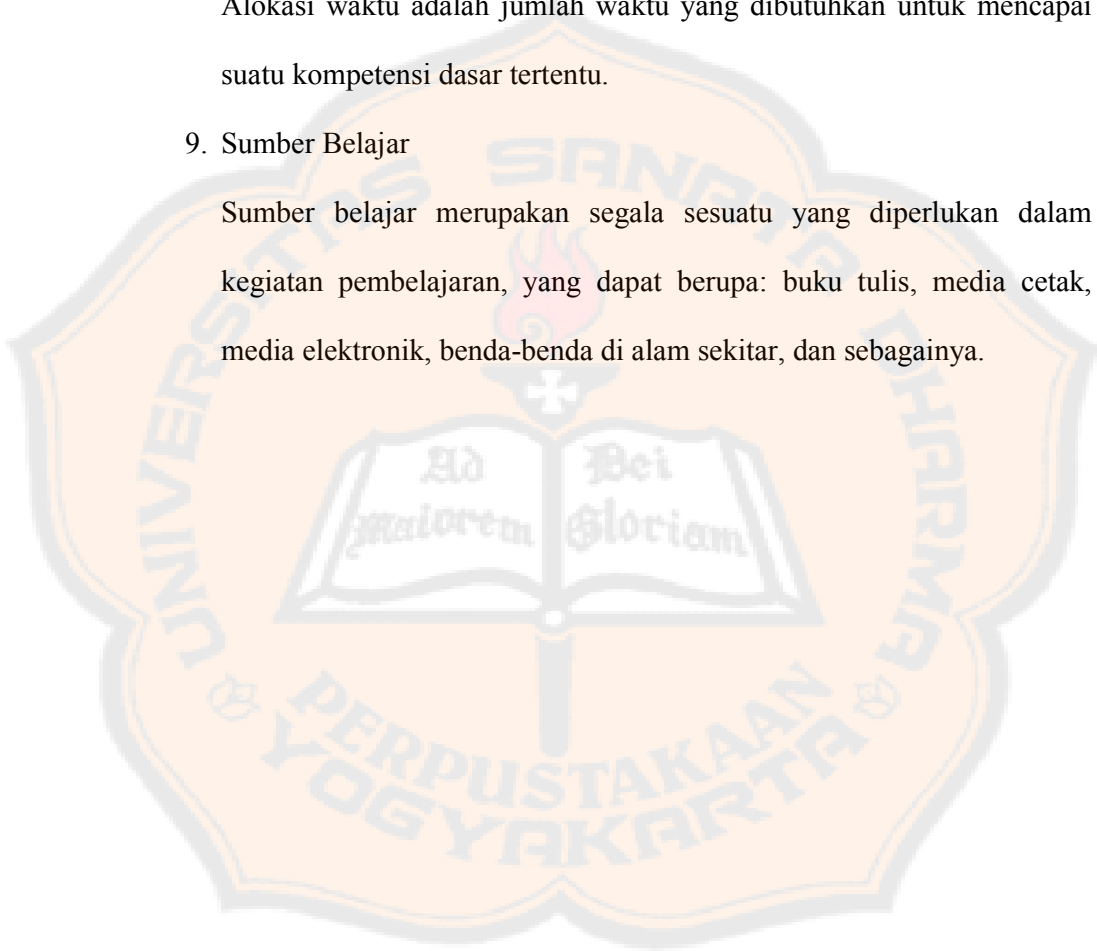 Alokasi waktu adalah jumlah waktu yang dibutuhkan untuk mencapai
suatu kompetensi dasar tertentu.
9. Sumber Belajar
Sumber belajar merupakan segala sesuatu yang diperlukan dalam
kegiatan pembelajaran, yang dapat berupa: buku tulis, media cetak,
media elektronik, benda-benda di alam sekitar, dan sebagainya.
UNIVERSITAS SANATA DHARMA
Ad Dei
Maiorem Gloriam
PERPUSTAKAAN
YOGYAKARTA